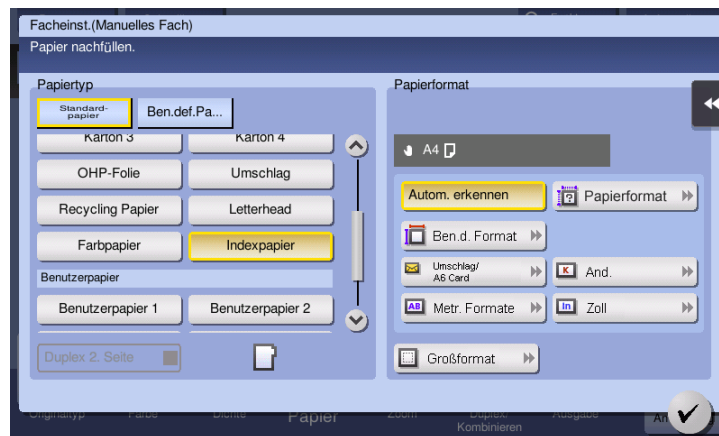 Facheinst.(Manuelles Fach)
Papier nachfüllen.
Papiertyp
Standard-
papier
Ben.def.Pa...
Karton 3
Karton 4
OHP-Folie
Umschlag
Recycling Papier
Letterhead
Farbpapier
Indexpapier
Benutzerpapier
Benutzerpapier 1
Benutzerpapier 2
Duplex 2. Seite
Papierformat
A4
Autom. erkennen
? Papierformat
Ben.d. Format
Umschlag/
A6 Card
K And.
AB Metr. Formate
In Zoll
Großformat
Originaltyp
Farbe
Dichte
Papier
Zoom
Duplex/
Kombinieren
Ausgabe